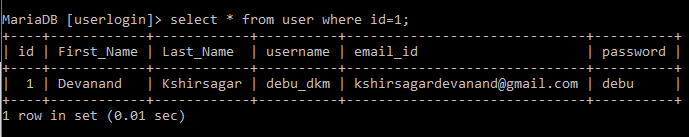 MariaDB [userlogin]> select * from user where id=1;
+----+------------+------------+----------+-----------------------------+----------+
| id | First_Name | Last_Name  | username | email_id                    | password |
+----+------------+------------+----------+-----------------------------+----------+
|  1 | Devanand   | Kshirsagar | debu_dkm | kshirsagardevanand@gmail.com | debu     |
+----+------------+------------+----------+-----------------------------+----------+
1 row in set (0.01 sec)